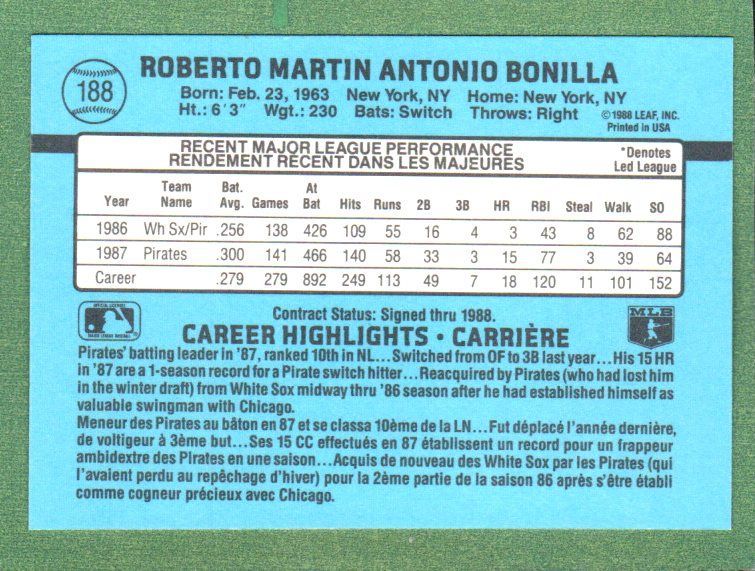 188
ROBERTO MARTIN ANTONIO BONILLA
Born: Feb. 23, 1963 New York, NY Home: New York, NY
Ht.: 6'3" Wgt.: 230 Bats: Switch Throws: Right
©1988 LEAF, INC.
Printed in USA
RECENT MAJOR LEAGUE PERFORMANCE
RENDEMENT RÉCENT DANS LES MAJEURES
*Denotes
Led League
Year Team Name Bat. Avg. Games At Bat Hits Runs 2B 3B HR RBI Steal Walk SO
1986 Wh Sx/Pir .256 138 426 109 55 16 4 3 43 8 62 88
1987 Pirates .300 141 466 140 58 33 3 15 77 3 39 64
Career .279 279 892 249 113 49 7 18 120 11 101 152
Contract Status: Signed thru 1988.
CAREER HIGHLIGHTS • CARRIÈRE
MLB
Pirates' batting leader in '87, ranked 10th in NL...Switched from OF to 3B last year...His 15 HR
in '87 are a 1-season record for a Pirate switch hitter...Reacquired by Pirates (who had lost him
in the winter draft) from White Sox midway thru '86 season after he had established himself as
valuable swingman with Chicago.
Meneur des Pirates au bâton en 87 et se classa 10ème de la LN...Fut déplacé l'année dernière,
de voltigeur à 3ème but...Ses 15 CC effectués en 87 établissent un record pour un frappeur
ambidextre des Pirates en une saison...Acquis de nouveau des White Sox par les Pirates (qui
l'avaient perdu au repêchage d'hiver) pour la 2ème partie de la saison 86 après s'être établi
comme cogneur précieux avec Chicago.